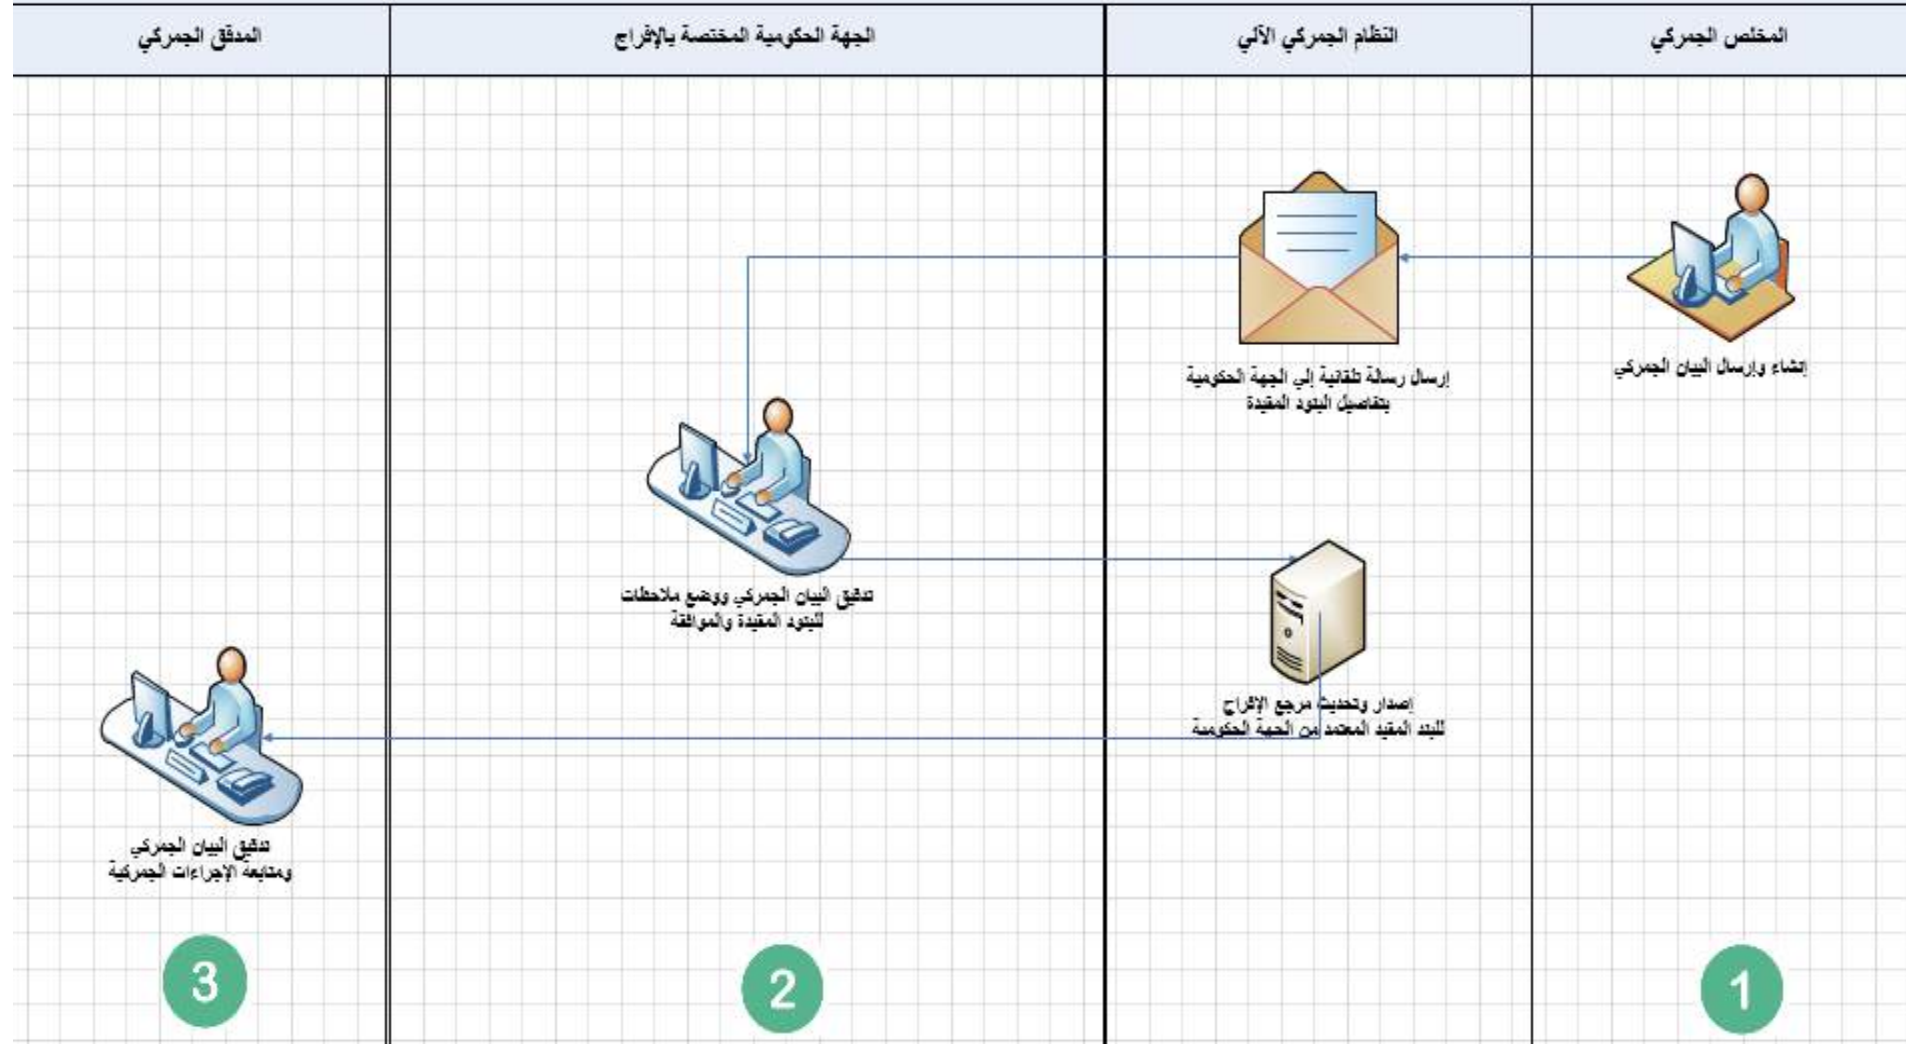 المخلص الجمركي
النظام الجمركي الآلي
الجهة الحكومية المختصة بالإفراج
المدقق الجمركي
إنشاء وإرسال البيان الجمركي
إرسال رسالة تلقائية إلى الجهة الحكومية
بتفاصيل البنود المقيدة
تدقيق البيان الجمركي ووضع ملاحظات
للبنود المقيدة والموافقة
إصدار وتحديث مرجع الإفراج
للبند المقيد المعتمد من الجهة الحكومية
تدقيق البيان الجمركي
ومتابعة الإجراءات الجمركية
1
2
3